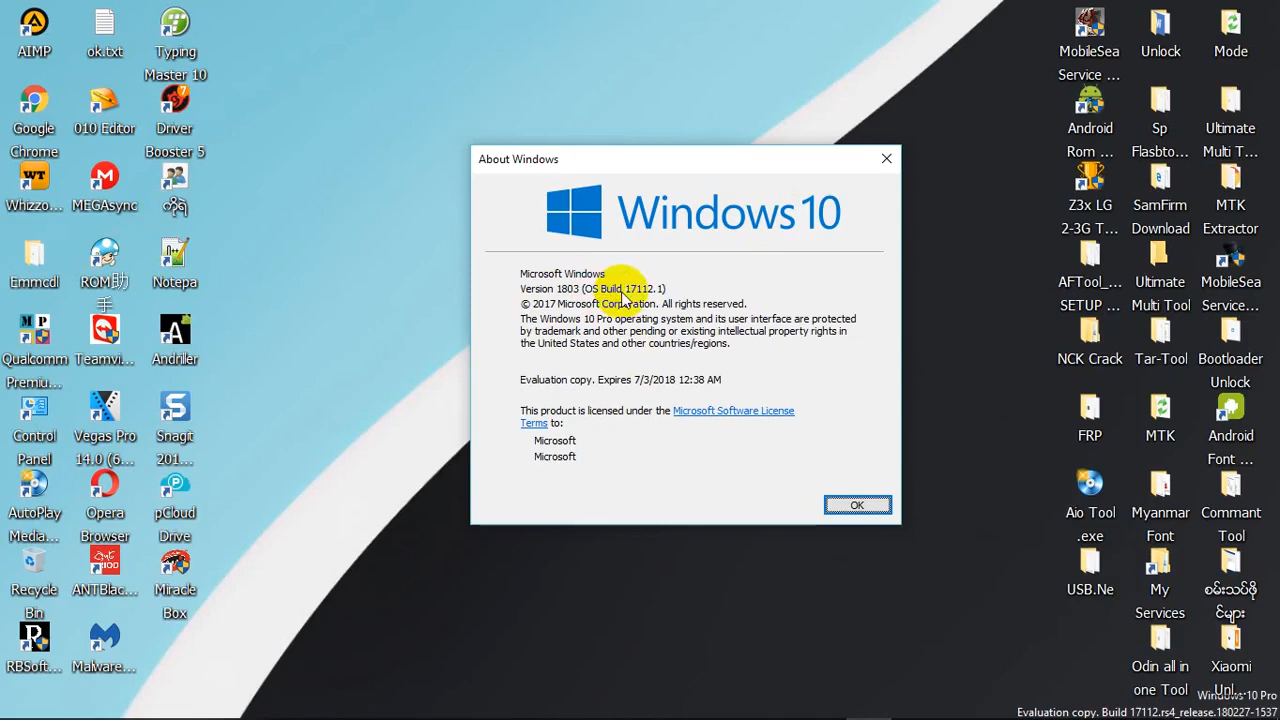 AIMP
ok.txt
Typing
Master 10
Google
Chrome
010 Editor
Driver
Booster 5
Whizzo...
MEGAsync
ကိုရဲ
Emmcdl
ROM助
手
Notepa
Qualcomm
Premiu...
Teamvi...
Andriller
Control
Panel
Vegas Pro
14.0 (6...
Snagit
201...
AutoPlay
Media...
Opera
Browser
pCloud
Drive
Recycle
Bin
ANTBlac...
Miracle
Box
RBSoft...
Malware...
About Windows
Windows 10
Microsoft Windows
Version 1803 (OS Build 17112.1)
© 2017 Microsoft Corporation. All rights reserved.
The Windows 10 Pro operating system and its user interface are protected
by trademark and other pending or existing intellectual property rights in
the United States and other countries/regions.
Evaluation copy. Expires 7/3/2018 12:38 AM
This product is licensed under the Microsoft Software License
Terms to:
Microsoft
Microsoft
OK
MobileSea
Service ...
Unlock
Mode
Android
Rom ...
Sp
Flashto...
Ultimate
Multi T...
Z3x LG
2-3G T...
SamFirm
Download
MTK
Extractor
AFTool_...
SETUP ...
Ultimate
Multi Tool
MobileSea
Service...
NCK Crack
Tar-Tool
Bootloader
Unlock
FRP
MTK
Android
Font ...
Aio Tool
.exe
Myanmar
Font
Commant
Tool
USB.Ne
My
Services
စမ်းသပ်ဖို
င်များ
Odin all in
one Tool
Xiaomi
Unl...
Windows 10 Pro
Evaluation copy. Build 17112.rs4_release.180227-1537